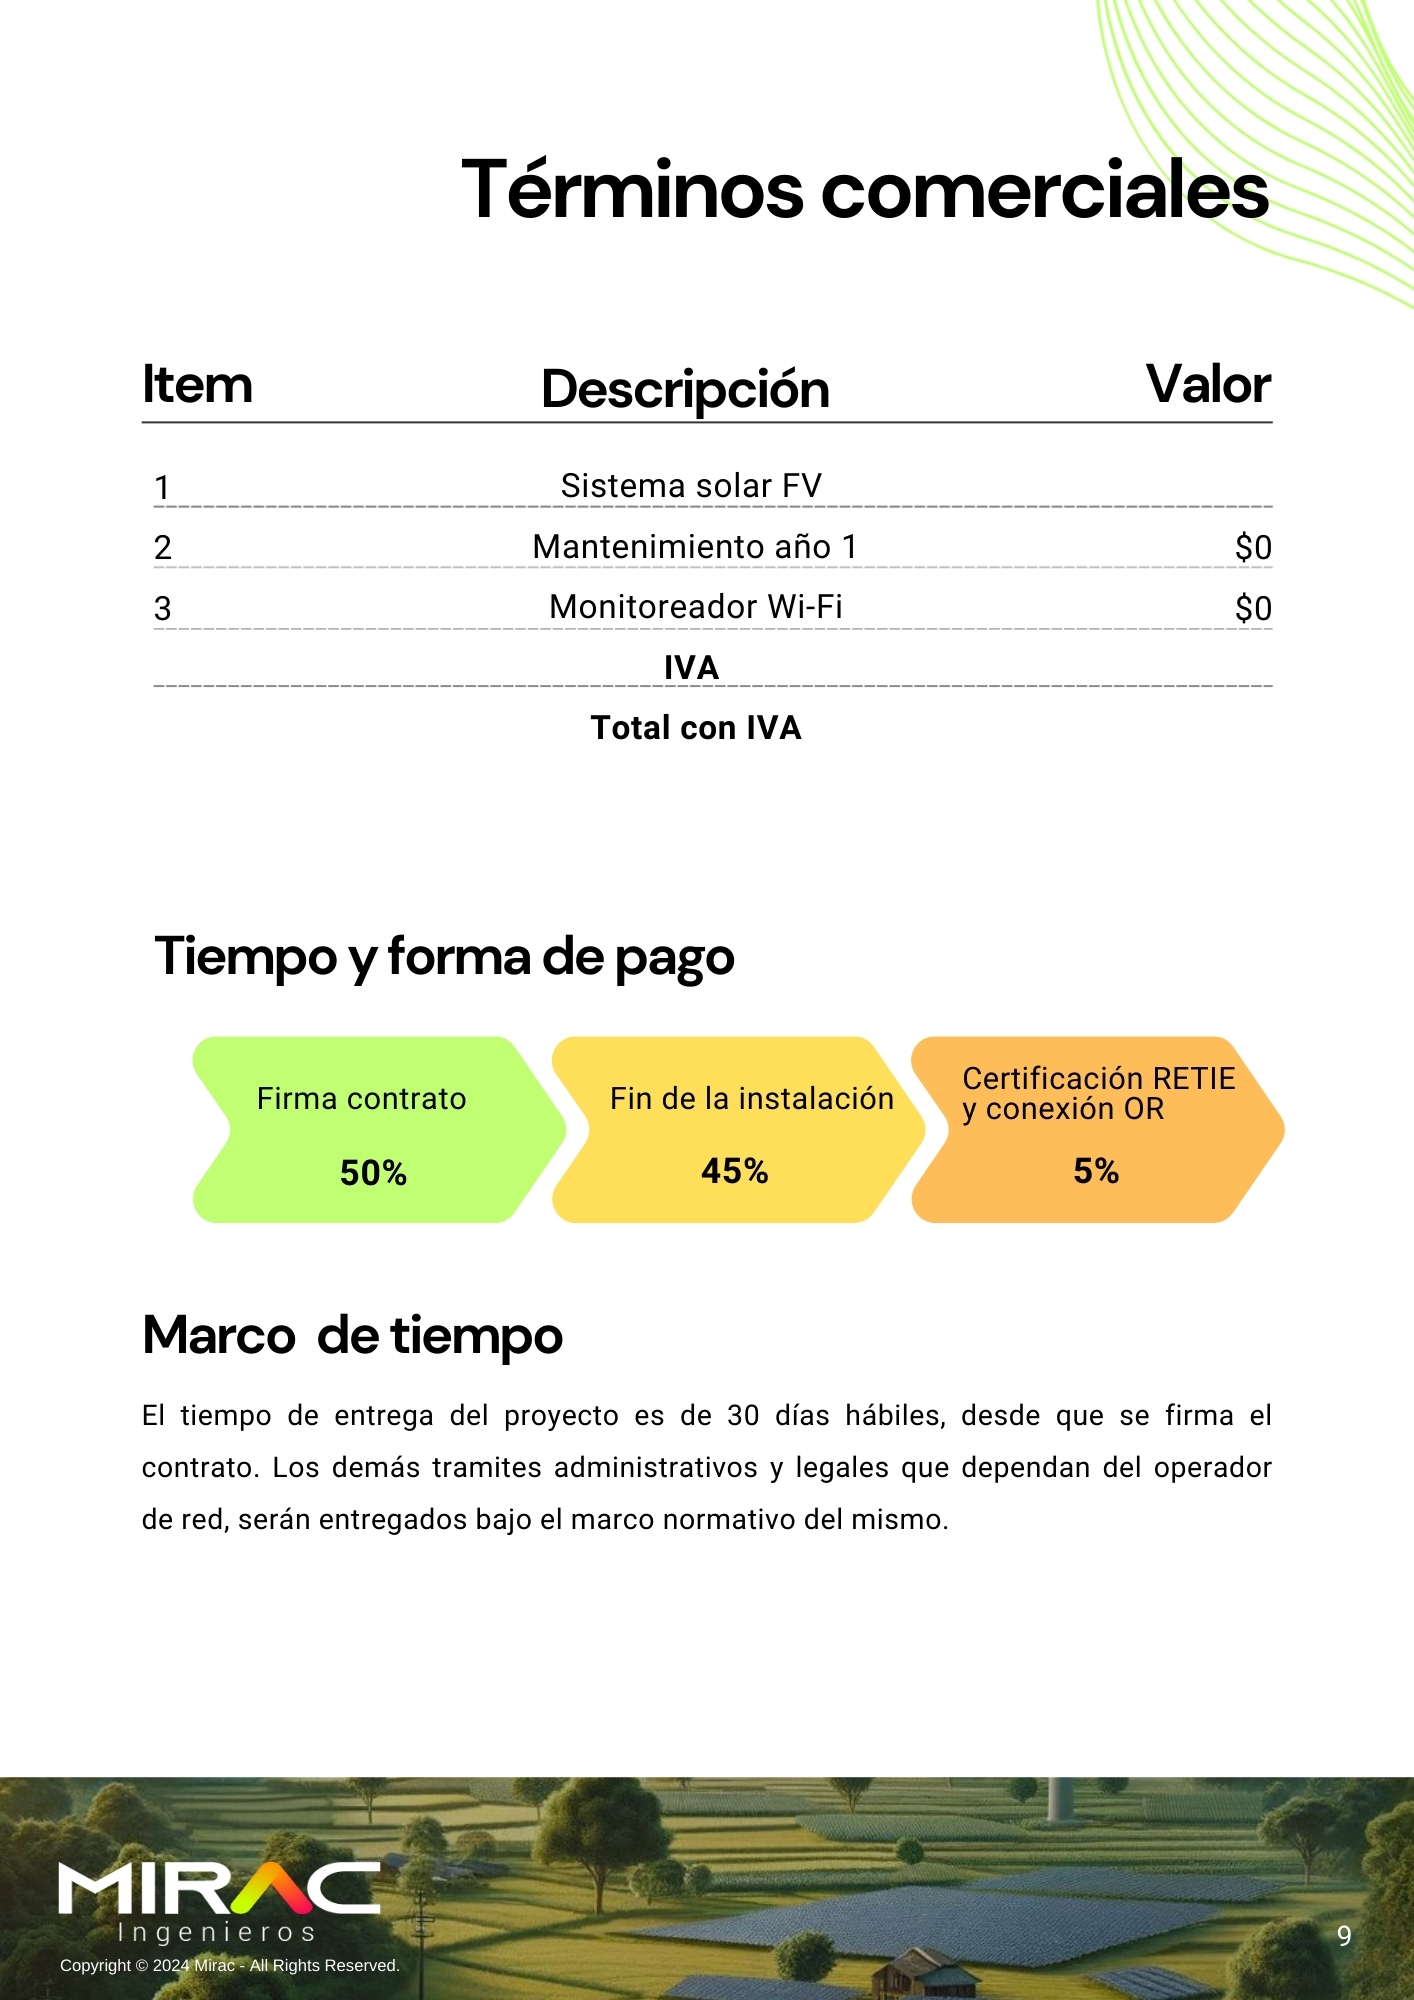 Términos comerciales
Item Descripción Valor
1 Sistema solar FV
2 Mantenimiento año 1 $0
3 Monitoreador Wi-Fi $0
IVA
Total con IVA
Tiempo y forma de pago
Firma contrato
50%
Fin de la instalación
45%
Certificación RETIE
y conexión OR
5%
Marco de tiempo
El tiempo de entrega del proyecto es de 30 días hábiles, desde que se firma el
contrato. Los demás tramites administrativos y legales que dependan del operador
de red, serán entregados bajo el marco normativo del mismo.
MIRAC
Ingenieros
Copyright © 2024 Mirac - All Rights Reserved.
9